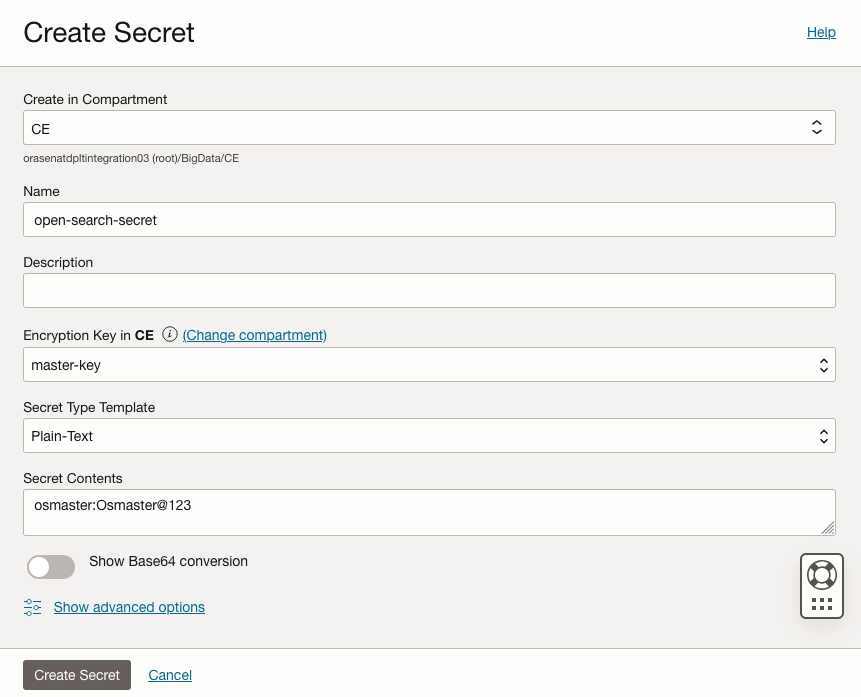 Create Secret
Help
Create in Compartment
CE
orasenatdpltintegration03 (root)/BigData/CE
Name
open-search-secret
Description
Encryption Key in CE i (Change compartment)
master-key
Secret Type Template
Plain-Text
Secret Contents
osmaster:Osmaster@123
Show Base64 conversion
Show advanced options
Create Secret Cancel